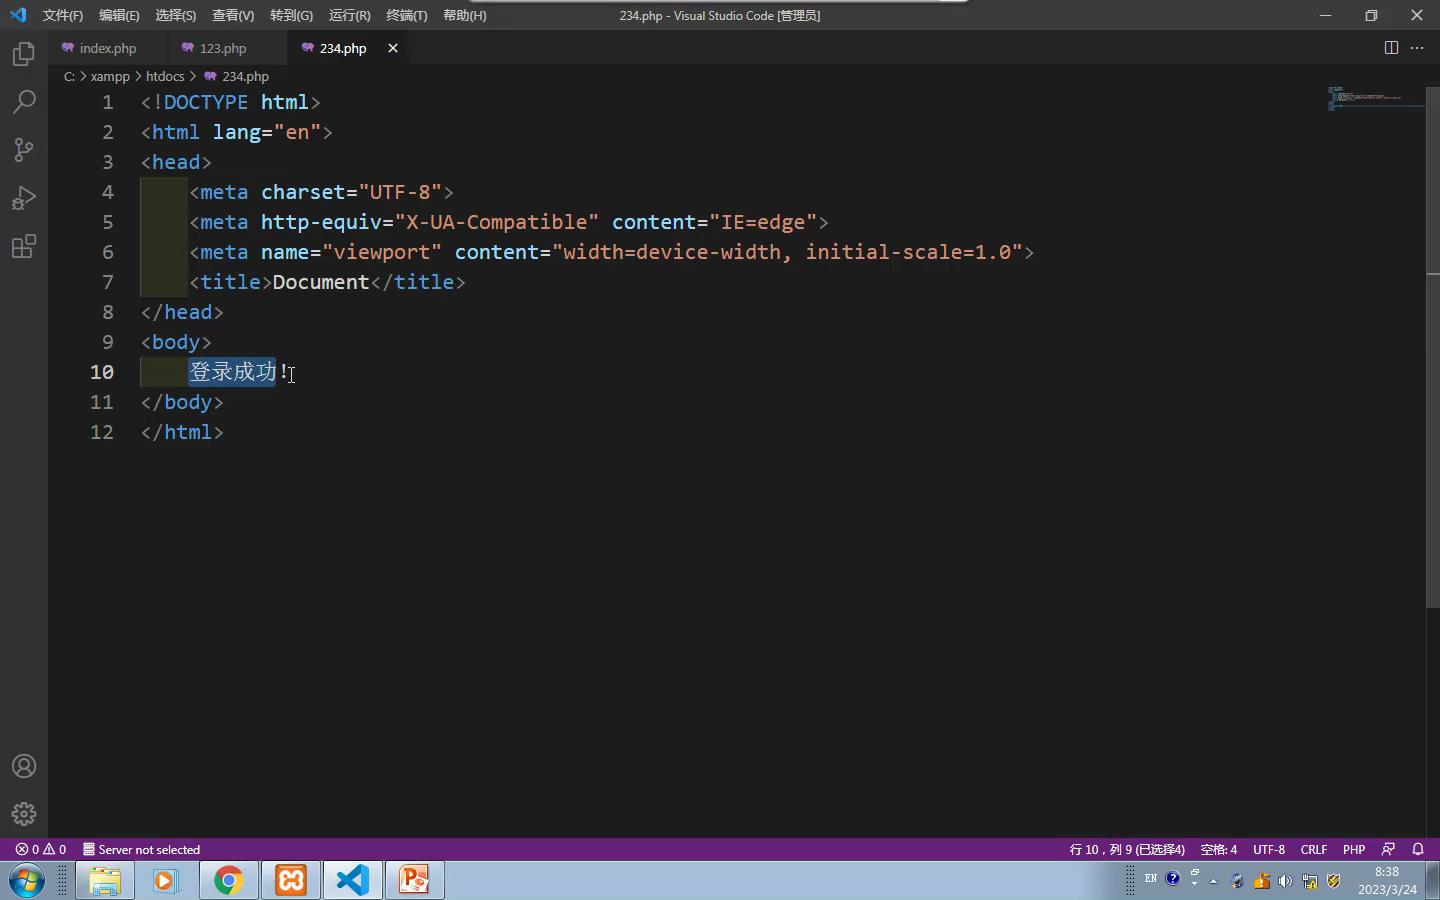 文件(F) 编辑(E) 选择(S) 查看(V) 转到(G) 运行(R) 终端(T) 帮助(H) 234.php - Visual Studio Code [管理员]
index.php 123.php 234.php
C: > xampp > htdocs > 234.php
1 <!DOCTYPE html>
2 <html lang="en">
3 <head>
4 <meta charset="UTF-8">
5 <meta http-equiv="X-UA-Compatible" content="IE=edge">
6 <meta name="viewport" content="width=device-width, initial-scale=1.0">
7 <title>Document</title>
8 </head>
9 <body>
10 登录成功!
11 </body>
12 </html>
0 0 Server not selected 行 10，列 9 (已选择4) 空格: 4 UTF-8 CRLF PHP
EN 8:38
2023/3/24